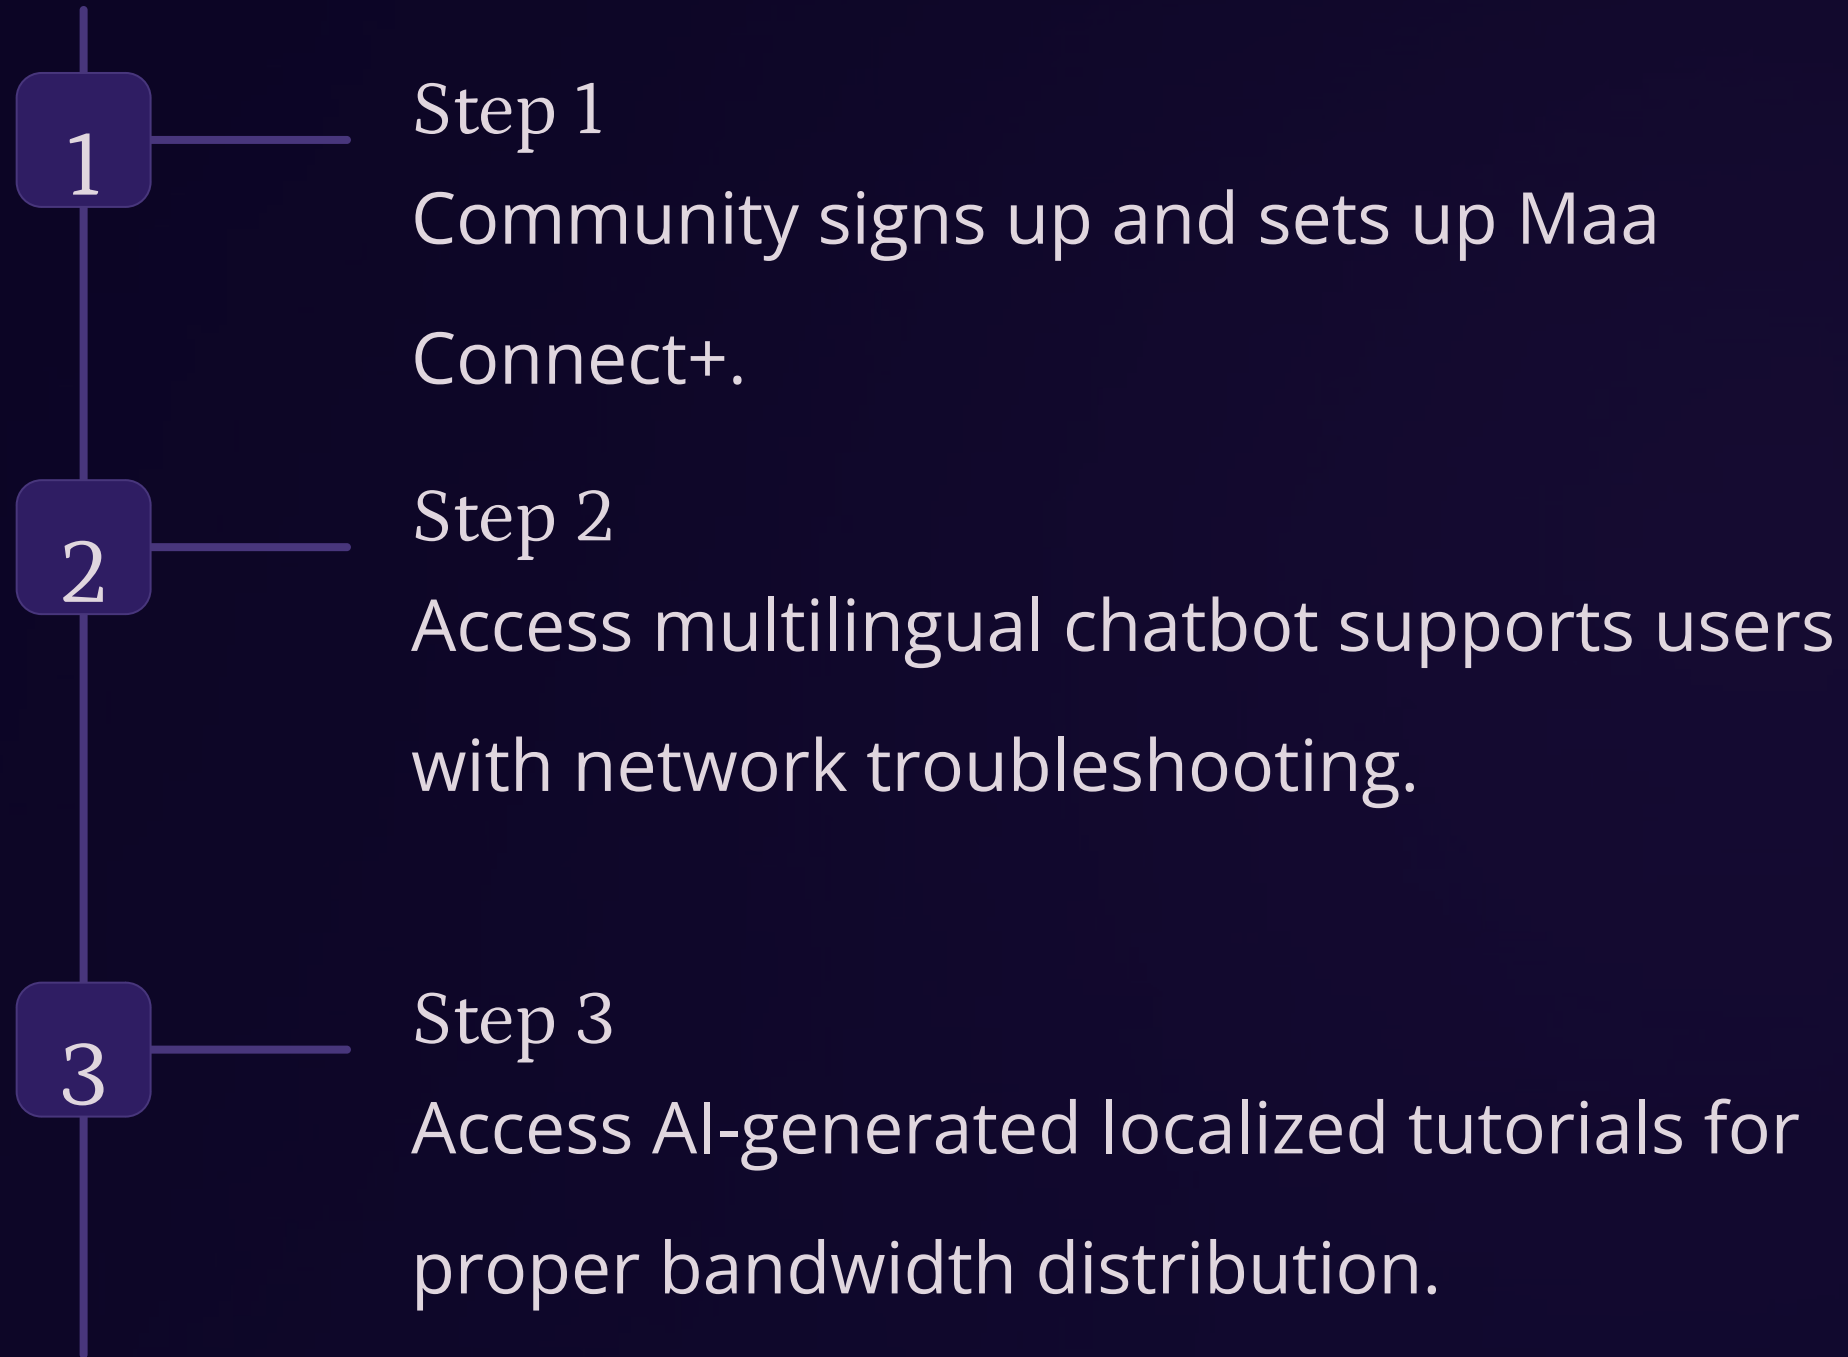 1
Step 1
Community signs up and sets up Maa
Connect+.
2
Step 2
Access multilingual chatbot supports users
with network troubleshooting.
3
Step 3
Access AI-generated localized tutorials for
proper bandwidth distribution.